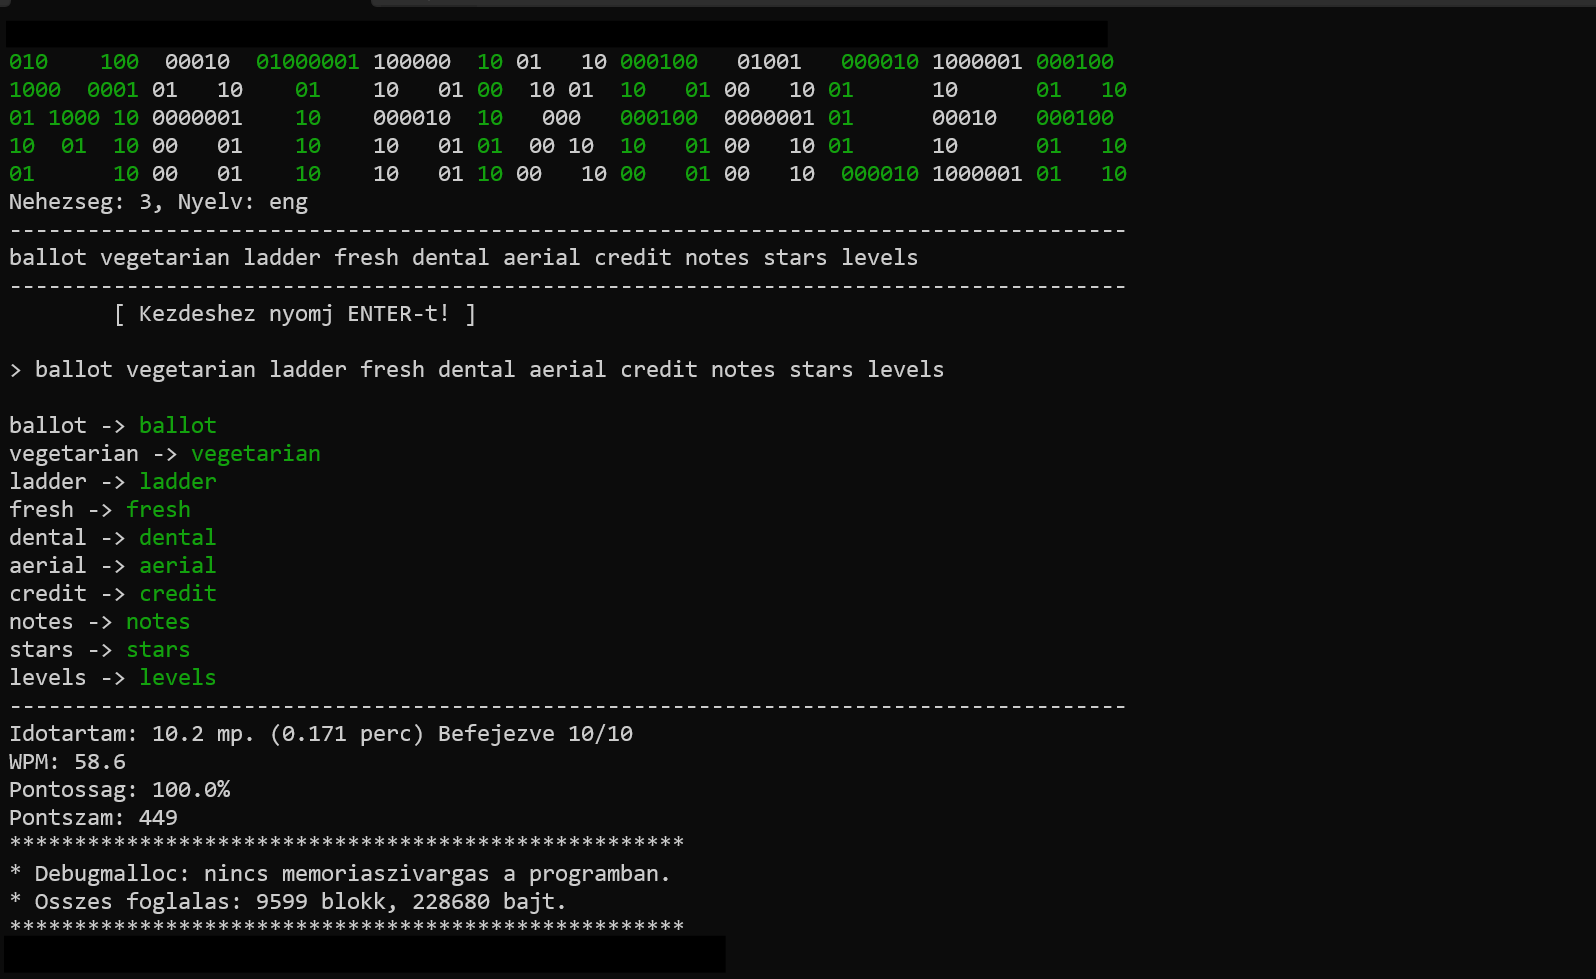 010    100  00010  01000001 100000  10 01   10 000100   01001   000010 1000001 000100
1000  0001 01   10    01    10   01 00  10 01  10   01 00   10 01      10      01   10
01 1000 10 0000001    10    000010  10   000   000100  0000001 01      00010   000100
10  01  10 00   01    10    10   01 01  00 10  10   01 00   10 01      10      01   10
01      10 00   01    10    10   01 10 00   10 00   01 00   10  000010 1000001 01   10
Nehezseg: 3, Nyelv: eng
--------------------------------------------------------------------------------------
ballot vegetarian ladder fresh dental aerial credit notes stars levels
--------------------------------------------------------------------------------------
        [ Kezdeshez nyomj ENTER-t! ]
> ballot vegetarian ladder fresh dental aerial credit notes stars levels
ballot -> ballot
vegetarian -> vegetarian
ladder -> ladder
fresh -> fresh
dental -> dental
aerial -> aerial
credit -> credit
notes -> notes
stars -> stars
levels -> levels
--------------------------------------------------------------------------------------
Idotartam: 10.2 mp. (0.171 perc) Befejezve 10/10
WPM: 58.6
Pontossag: 100.0%
Pontszam: 449
****************************************************
* Debugmalloc: nincs memoriaszivargas a programban.
* Osszes foglalas: 9599 blokk, 228680 bajt.
****************************************************